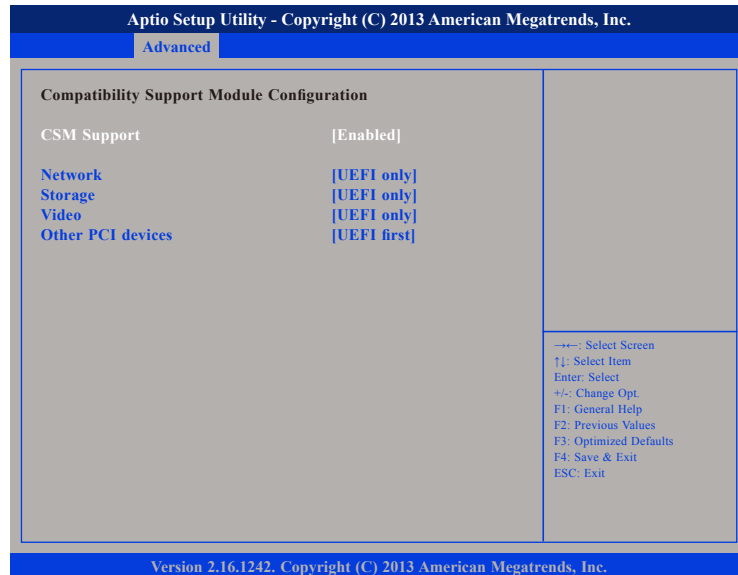 Aptio Setup Utility - Copyright (C) 2013 American Megatrends, Inc.
Advanced
Compatibility Support Module Configuration
CSM Support [Enabled]
Network [UEFI only]
Storage [UEFI only]
Video [UEFI only]
Other PCI devices [UEFI first]
→←: Select Screen
↑↓: Select Item
Enter: Select
+/-: Change Opt.
F1: General Help
F2: Previous Values
F3: Optimized Defaults
F4: Save & Exit
ESC: Exit
Version 2.16.1242. Copyright (C) 2013 American Megatrends, Inc.